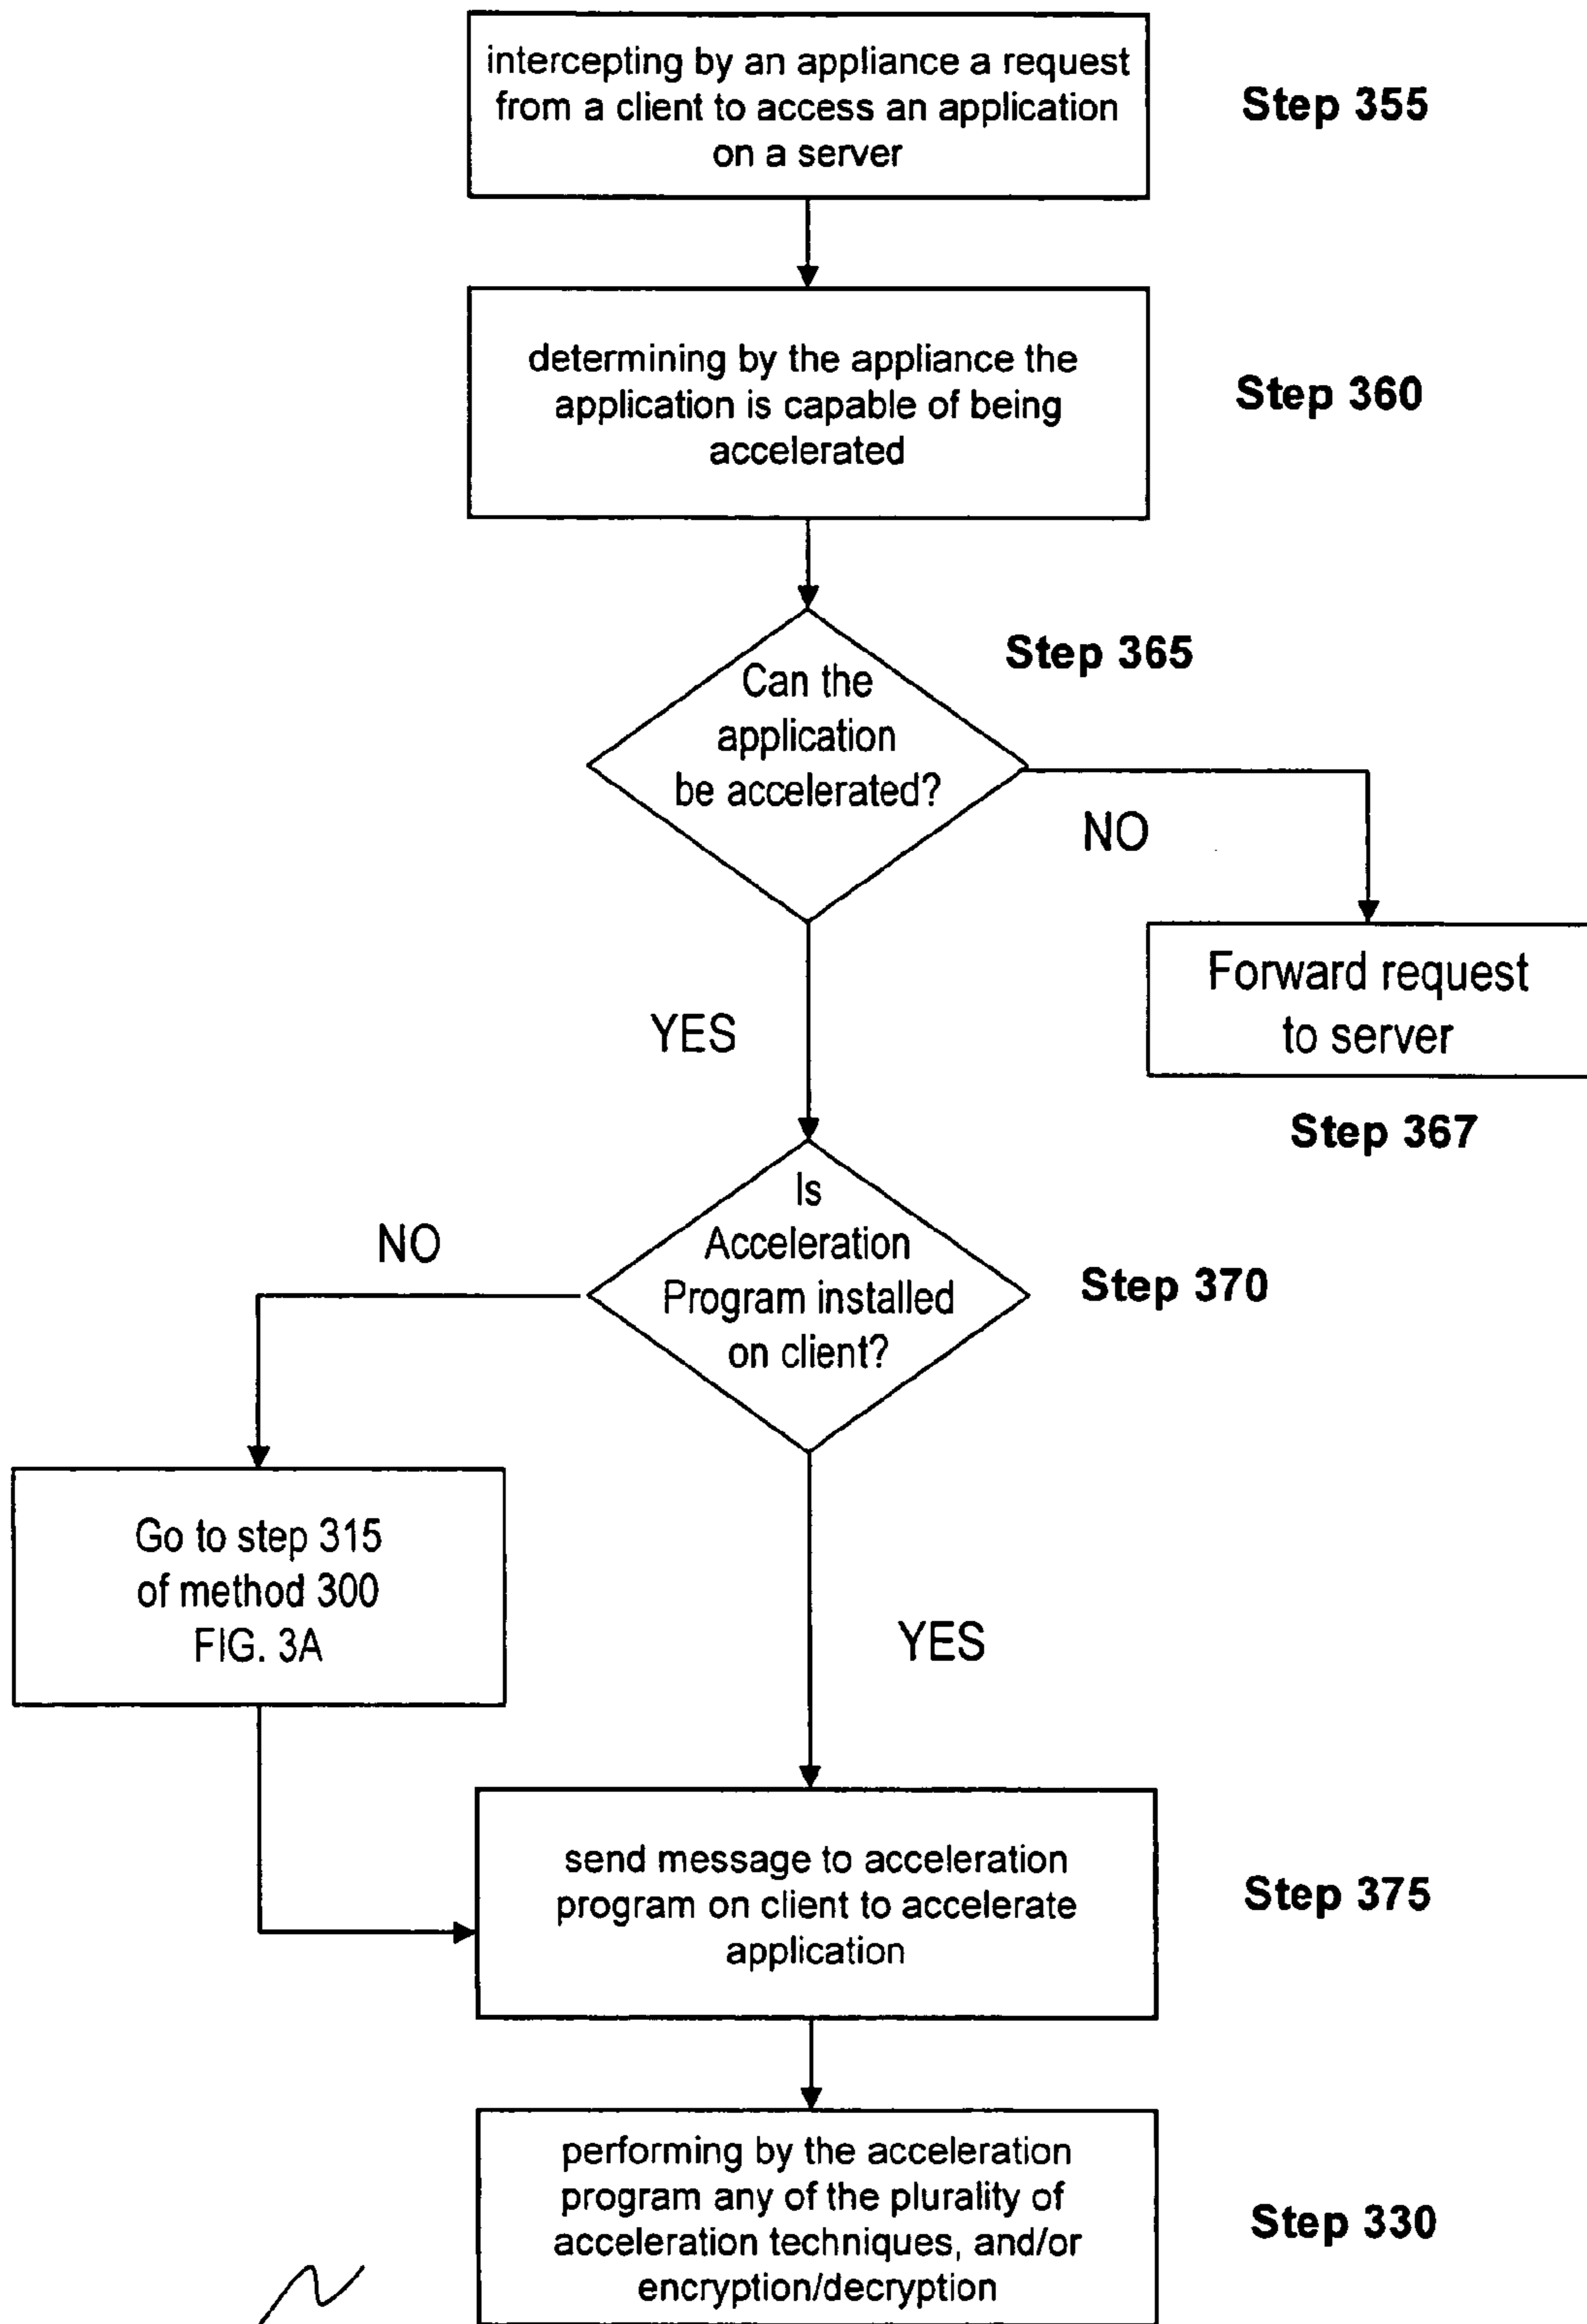 intercepting by an appliance a request
from a client to access an application
on a server
Step 355
determining by the appliance the
application is capable of being
accelerated
Step 360
Step 365
Can the
application
be accelerated?
NO
Forward request
to server
Step 367
YES
Is
Acceleration
Program installed
on client?
Step 370
NO
Go to step 315
of method 300
FIG. 3A
YES
send message to acceleration
program on client to accelerate
application
Step 375
performing by the acceleration
program any of the plurality of
acceleration techniques, and/or
encryption/decryption
Step 330